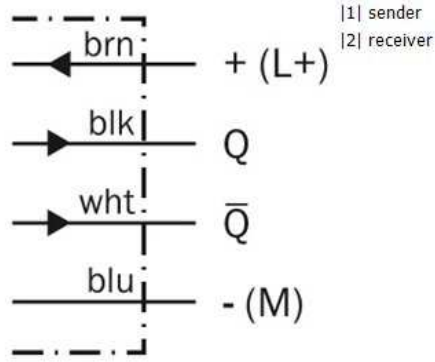 brn + (L+)
|1| sender
|2| receiver
blk Q
wht Q̅
blu - (M)